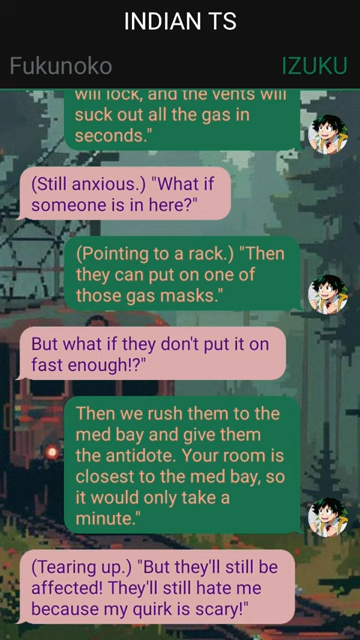 INDIAN TS
Fukunoko
IZUKU
will lock, and the vents will
suck out all the gas in
seconds."
(Still anxious.) "What if
someone is in here?"
(Pointing to a rack.) "Then
they can put on one of
those gas masks."
But what if they don't put it on
fast enough!?"
Then we rush them to the
med bay and give them
the antidote. Your room is
closest to the med bay, so
it would only take a
minute."
(Tearing up.) "But they'll still be
affected! They'll still hate me
because my quirk is scary!"